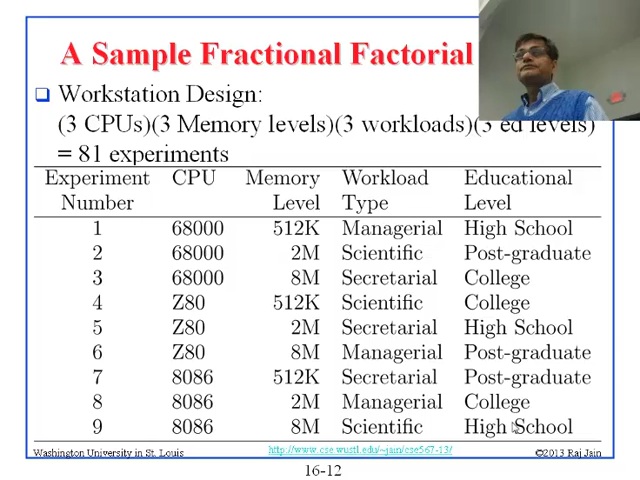 A Sample Fractional Factorial
Workstation Design:
(3 CPUs)(3 Memory levels)(3 workloads)(3 ed levels)
= 81 experiments
Experiment CPU Memory Workload Educational
Number Level Type Level
1 68000 512K Managerial High School
2 68000 2M Scientific Post-graduate
3 68000 8M Secretarial College
4 Z80 512K Scientific College
5 Z80 2M Secretarial High School
6 Z80 8M Managerial Post-graduate
7 8086 512K Secretarial Post-graduate
8 8086 2M Managerial College
9 8086 8M Scientific High School
Washington University in St. Louis http://www.cse.wustl.edu/~jain/cse567-13/ ©2013 Raj Jain
16-12